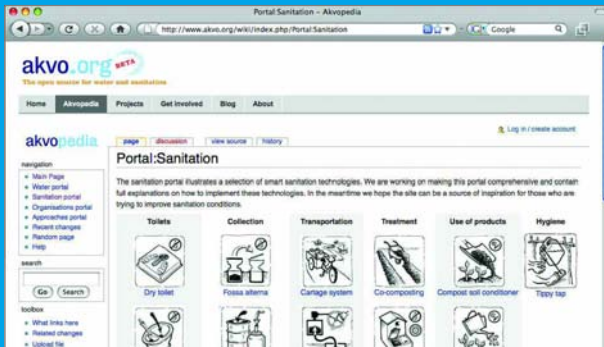 Portal:Sanitation – Akvopedia
http://www.akvo.org/wiki/index.php/Portal:Sanitation
Google
akvo.org BETA
The open source for water and sanitation
Home Akvopedia Projects Get Involved Blog About
Log in / create account
akvopedia
page discussion view source history
Portal:Sanitation
navigation
Main Page
Water portal
Sanitation portal
Organisations portal
Approaches portal
Recent changes
Random page
Help
The sanitation portal illustrates a selection of smart sanitation technologies. We are working on making this portal comprehensive and contain
full explanations on how to implement these technologies. In the meantime we hope the site can be a source of inspiration for those who are
trying to improve sanitation conditions.
Toilets Collection Transportation Treatment Use of products Hygiene
search
Go Search
Dry toilet Fossa alterna Cartage system Co-composting Compost soil conditioner Tippy tap
toolbox
What links here
Related changes
Upload file